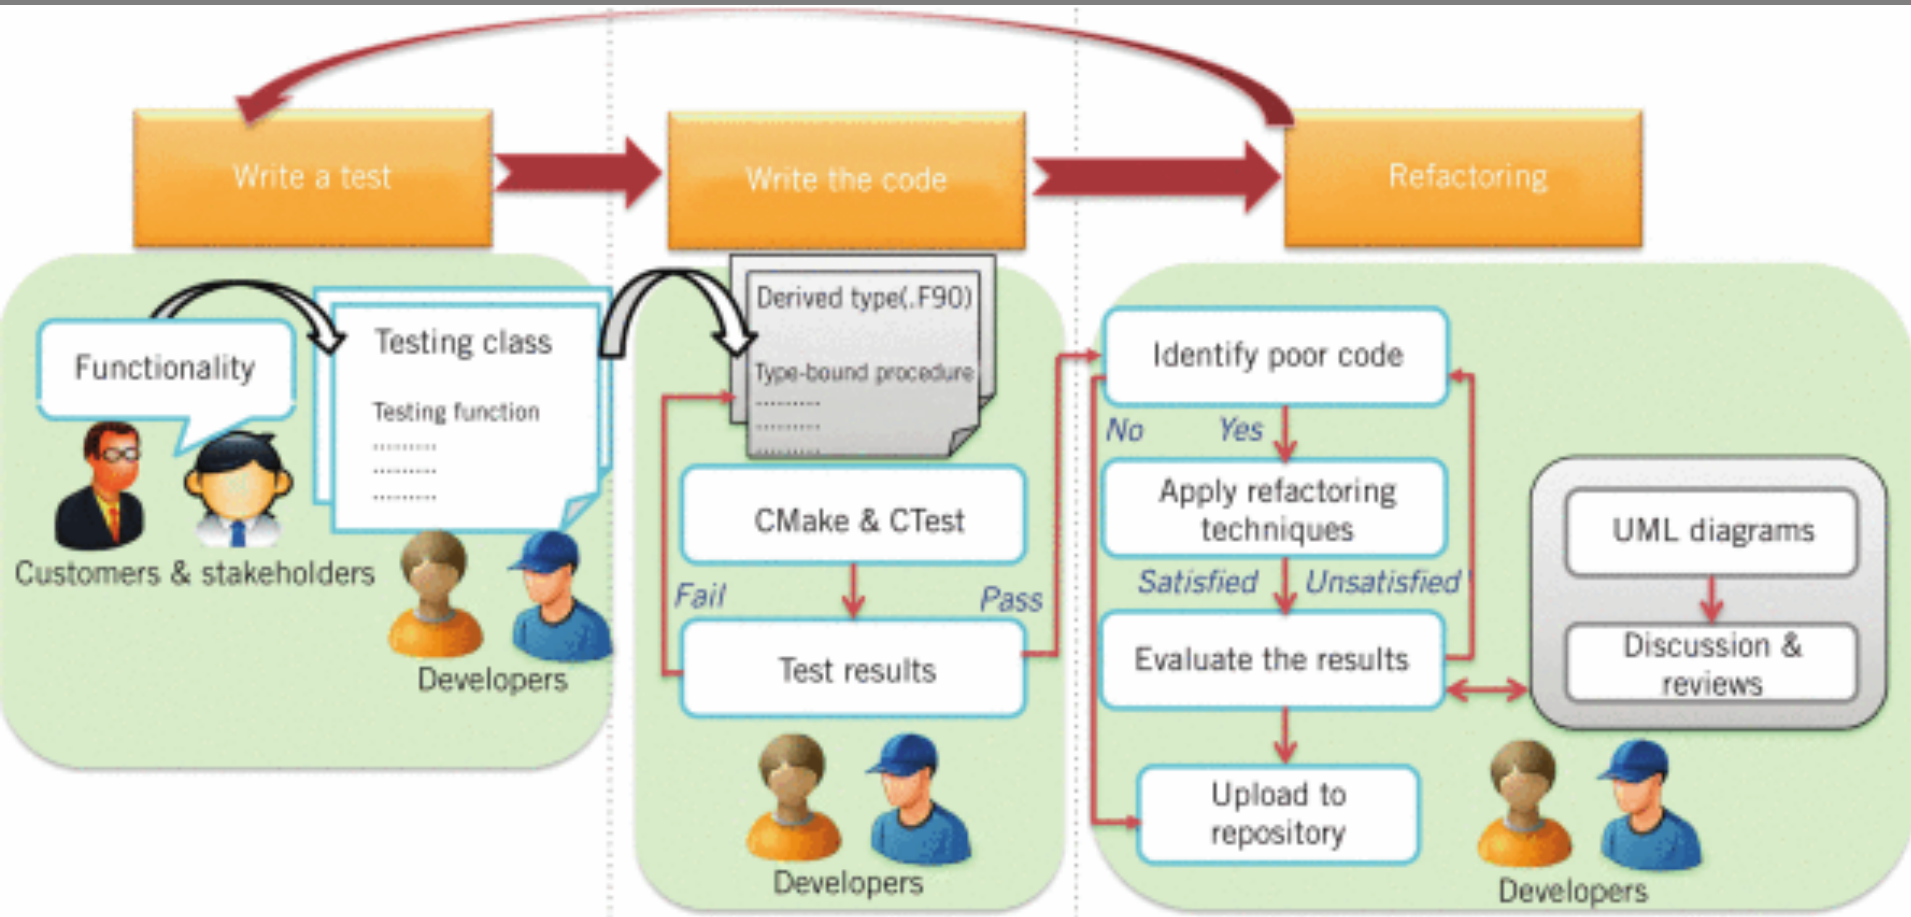 Write a test
Write the code
Refactoring
Functionality
Testing class
Testing function
.........
.........
.........
Customers & stakeholders
Developers
Derived type(.F90)
Type-bound procedure
.........
.........
.........
CMake & CTest
Fail
Pass
Test results
Developers
Identify poor code
No
Yes
Apply refactoring
techniques
Satisfied
Unsatisfied
Evaluate the results
Upload to
repository
UML diagrams
Discussion &
reviews
Developers